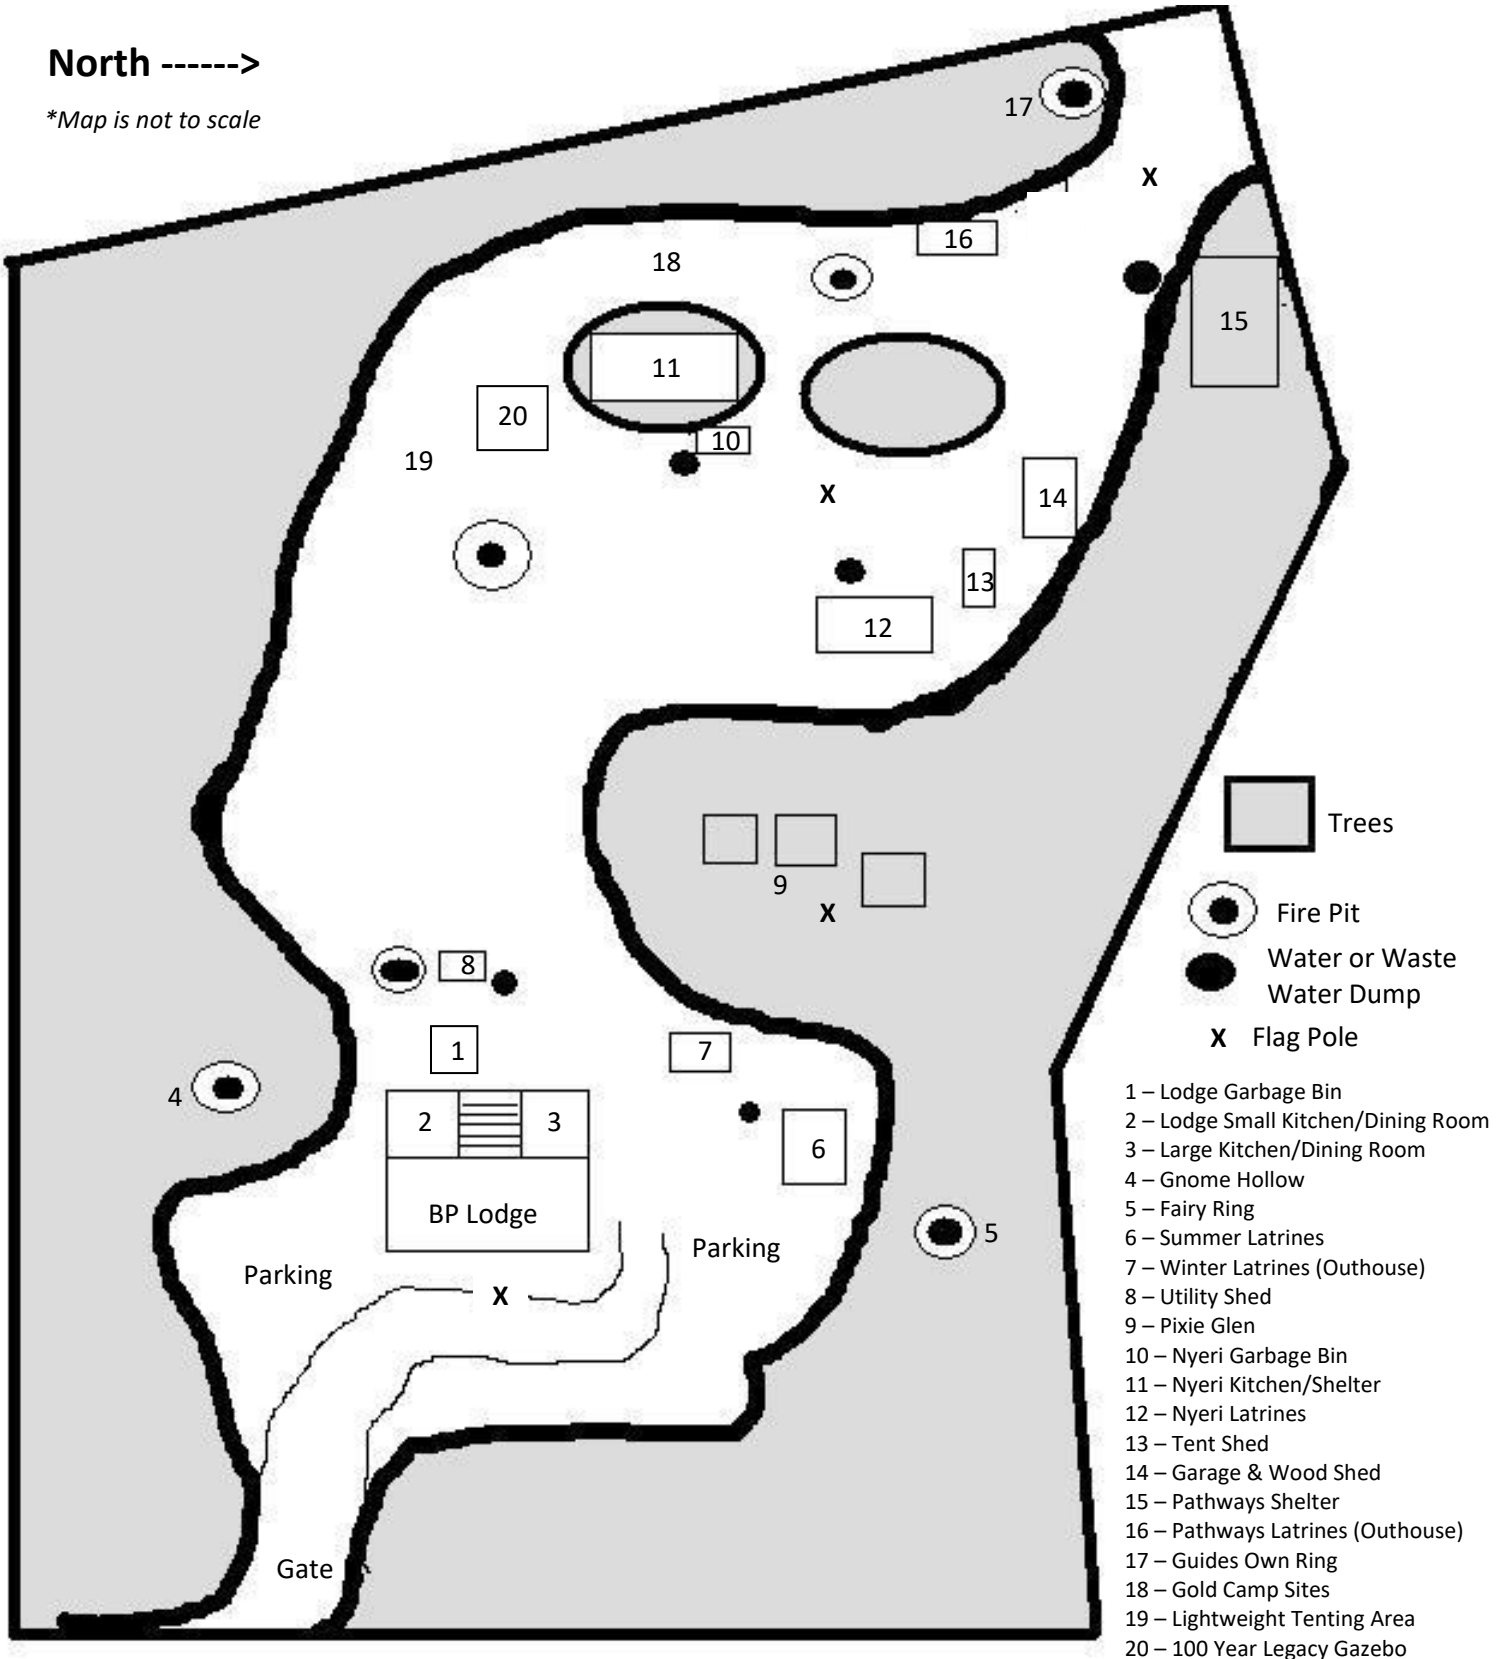 North ------>
*Map is not to scale
17
X
16
18
15
11
20
10
19
X
14
13
12
9
X
8
1
7
4
2
3
6
BP Lodge
5
Parking
Parking
X
Gate
Trees
Fire Pit
Water or Waste
Water Dump
X Flag Pole
1 – Lodge Garbage Bin
2 – Lodge Small Kitchen/Dining Room
3 – Large Kitchen/Dining Room
4 – Gnome Hollow
5 – Fairy Ring
6 – Summer Latrines
7 – Winter Latrines (Outhouse)
8 – Utility Shed
9 – Pixie Glen
10 – Nyeri Garbage Bin
11 – Nyeri Kitchen/Shelter
12 – Nyeri Latrines
13 – Tent Shed
14 – Garage & Wood Shed
15 – Pathways Shelter
16 – Pathways Latrines (Outhouse)
17 – Guides Own Ring
18 – Gold Camp Sites
19 – Lightweight Tenting Area
20 – 100 Year Legacy Gazebo